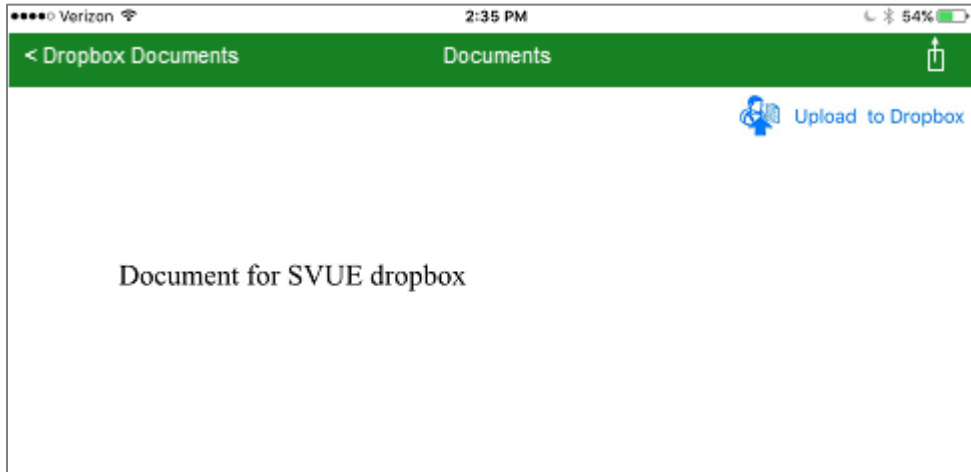 Verizon 2:35 PM 54%
< Dropbox Documents Documents
Upload to Dropbox
Document for SVUE dropbox